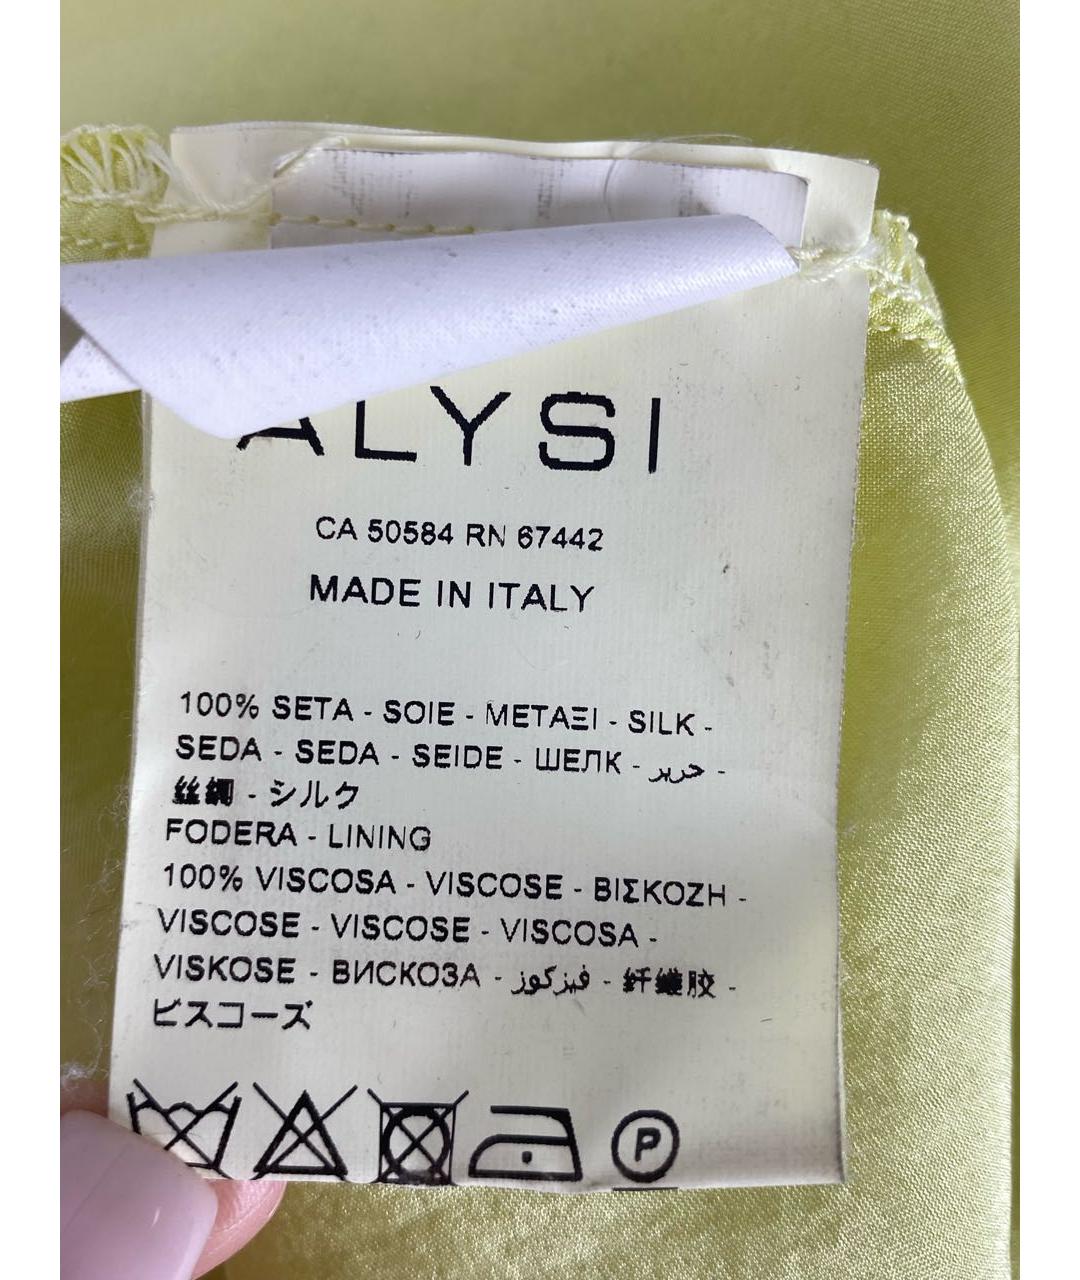 ALYSI
CA 50584 RN 67442
MADE IN ITALY
100% SETA - SOIE - ΜΕΤΑΞΙ - SILK -
SEDA - SEDA - SEIDE - ШЕЛК - حرير -
丝绸 - シルク
FODERA - LINING
100% VISCOSA - VISCOSE - ΒΙΣΚΟΖΗ -
VISCOSE - VISCOSE - VISCOSA -
VISKOSE - ВИСКОЗА - فيزكوز - 纤维胶 -
ビスコーズ
P